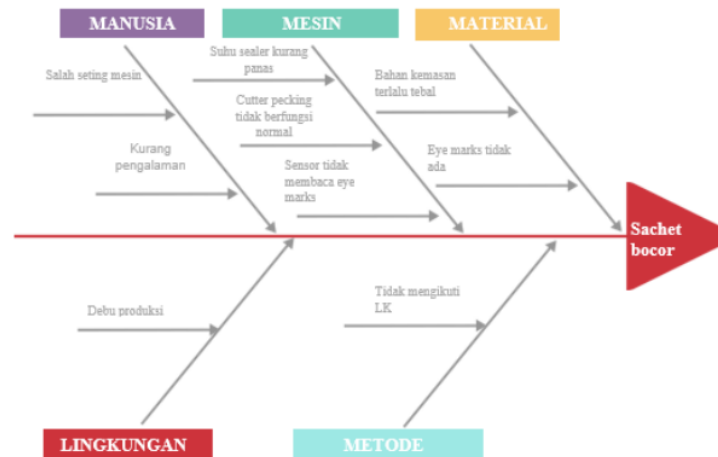 MANUSIA
MESIN
MATERIAL
Salah seting mesin
Kurang
pengalaman
Suhu sealer kurang
panas
Cutter pecking
tidak berfungsi
normal
Sensor tidak
membaca eye
marks
Bahan kemasan
terlalu tebal
Eye marks tidak
ada
Sachet
bocor
Debu produksi
Tidak mengikuti
LK
LINGKUNGAN
METODE